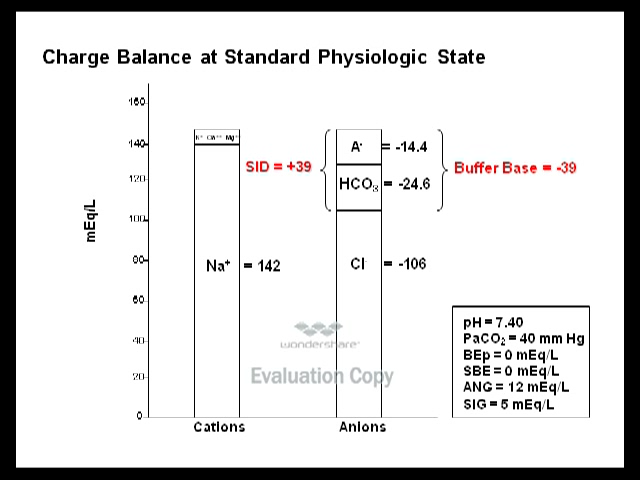 Charge Balance at Standard Physiologic State
mEq/L
160
140
120
100
80
60
40
20
0
K⁺ Ca⁺⁺ Mg⁺⁺
Na⁺ = 142
SID = +39
A⁻ = -14.4
HCO₃ = -24.6
Cl⁻ = -106
Buffer Base = -39
wondershare
Evaluation Copy
pH = 7.40
PaCO₂ = 40 mm Hg
BEp = 0 mEq/L
SBE = 0 mEq/L
ANG = 12 mEq/L
SIG = 5 mEq/L
Cations
Anions